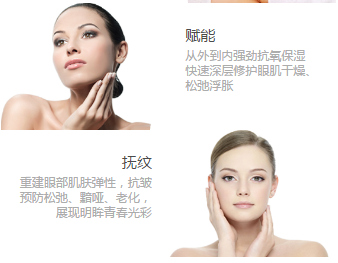 赋能
从外到内强劲抗氧保湿
快速深层修护眼肌干燥、
松弛浮胀
抚纹
重建眼部肌肤弹性，抗皱
预防松弛、黯哑、老化，
展现明眸青春光彩